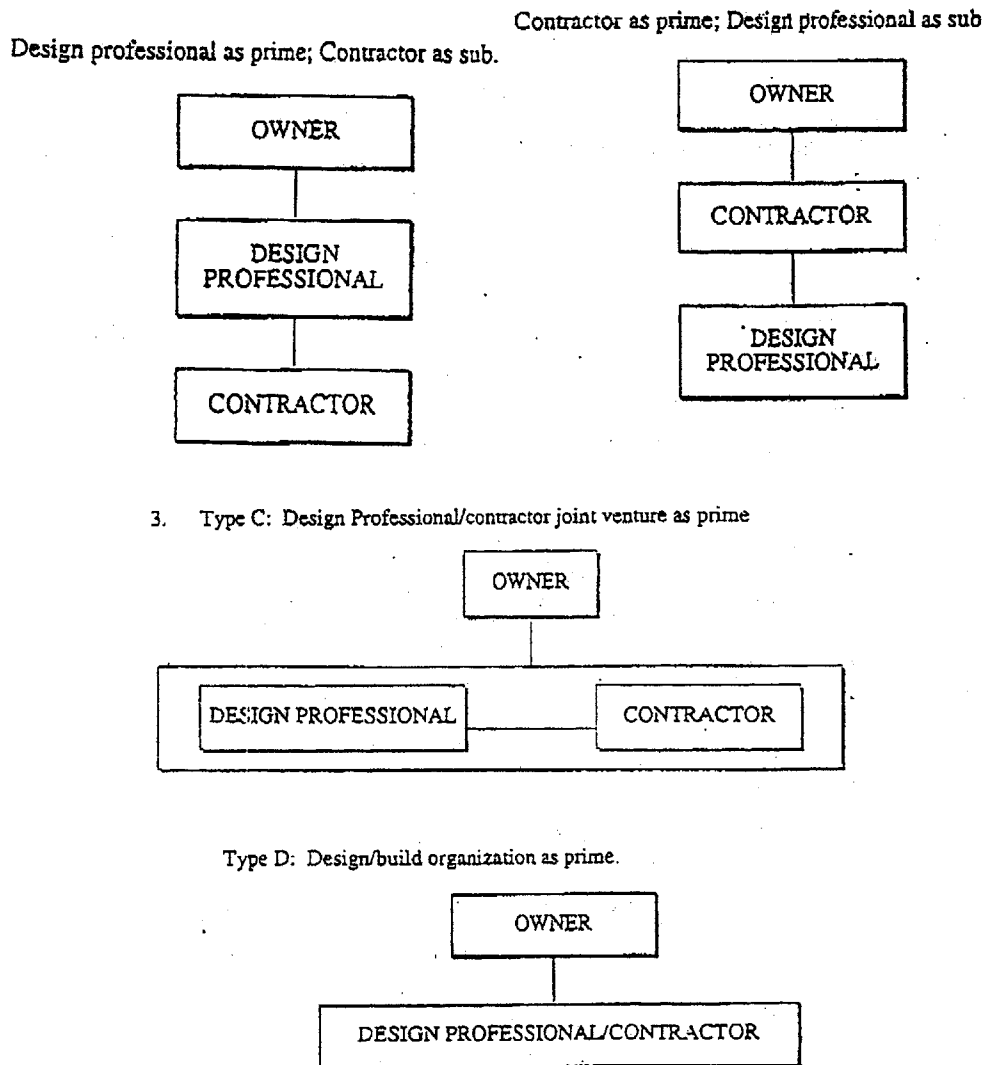 Contractor as prime; Design professional as sub
Design professional as prime; Contractor as sub.
OWNER
DESIGN
PROFESSIONAL
CONTRACTOR
OWNER
CONTRACTOR
DESIGN
PROFESSIONAL
3. Type C: Design Professional/contractor joint venture as prime
OWNER
DESIGN PROFESSIONAL
CONTRACTOR
Type D: Design/build organization as prime.
OWNER
DESIGN PROFESSIONAL/CONTRACTOR